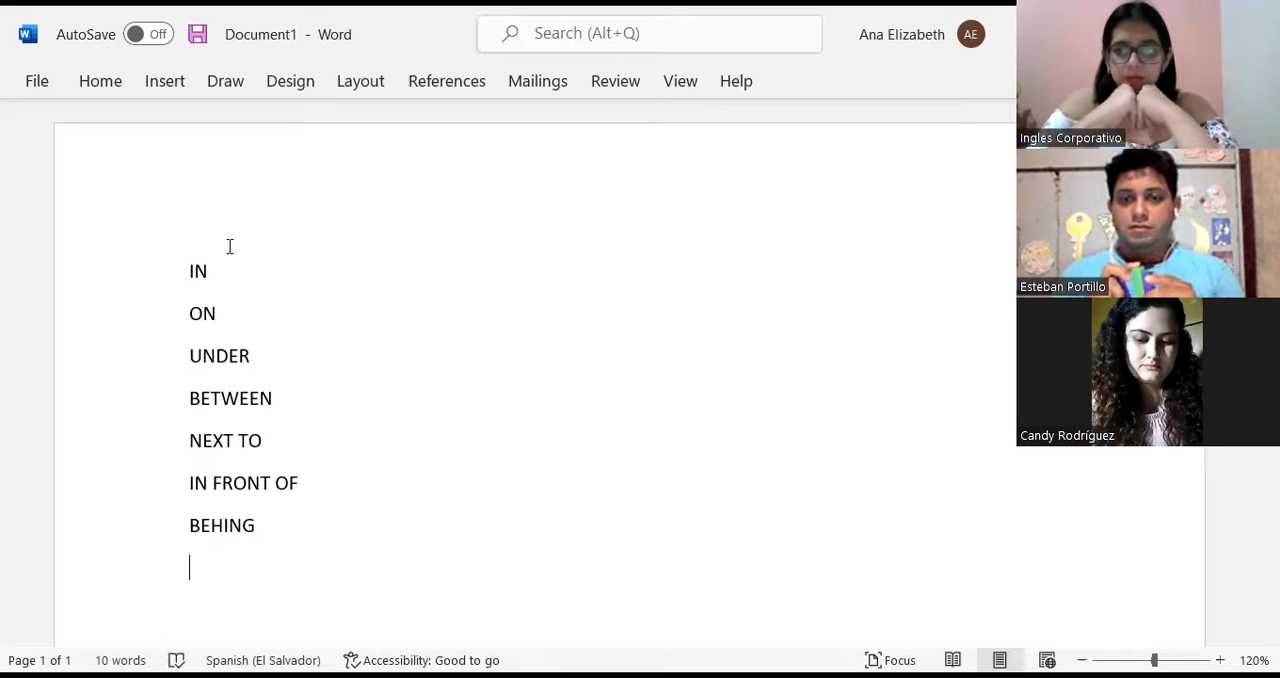 AutoSave Off Document1 - Word Search (Alt+Q) Ana Elizabeth AE
File Home Insert Draw Design Layout References Mailings Review View Help
Ingles Corporativo
Esteban Portillo
Candy Rodríguez
IN
ON
UNDER
BETWEEN
NEXT TO
IN FRONT OF
BEHING
Page 1 of 1 10 words Spanish (El Salvador) Accessibility: Good to go Focus 120%